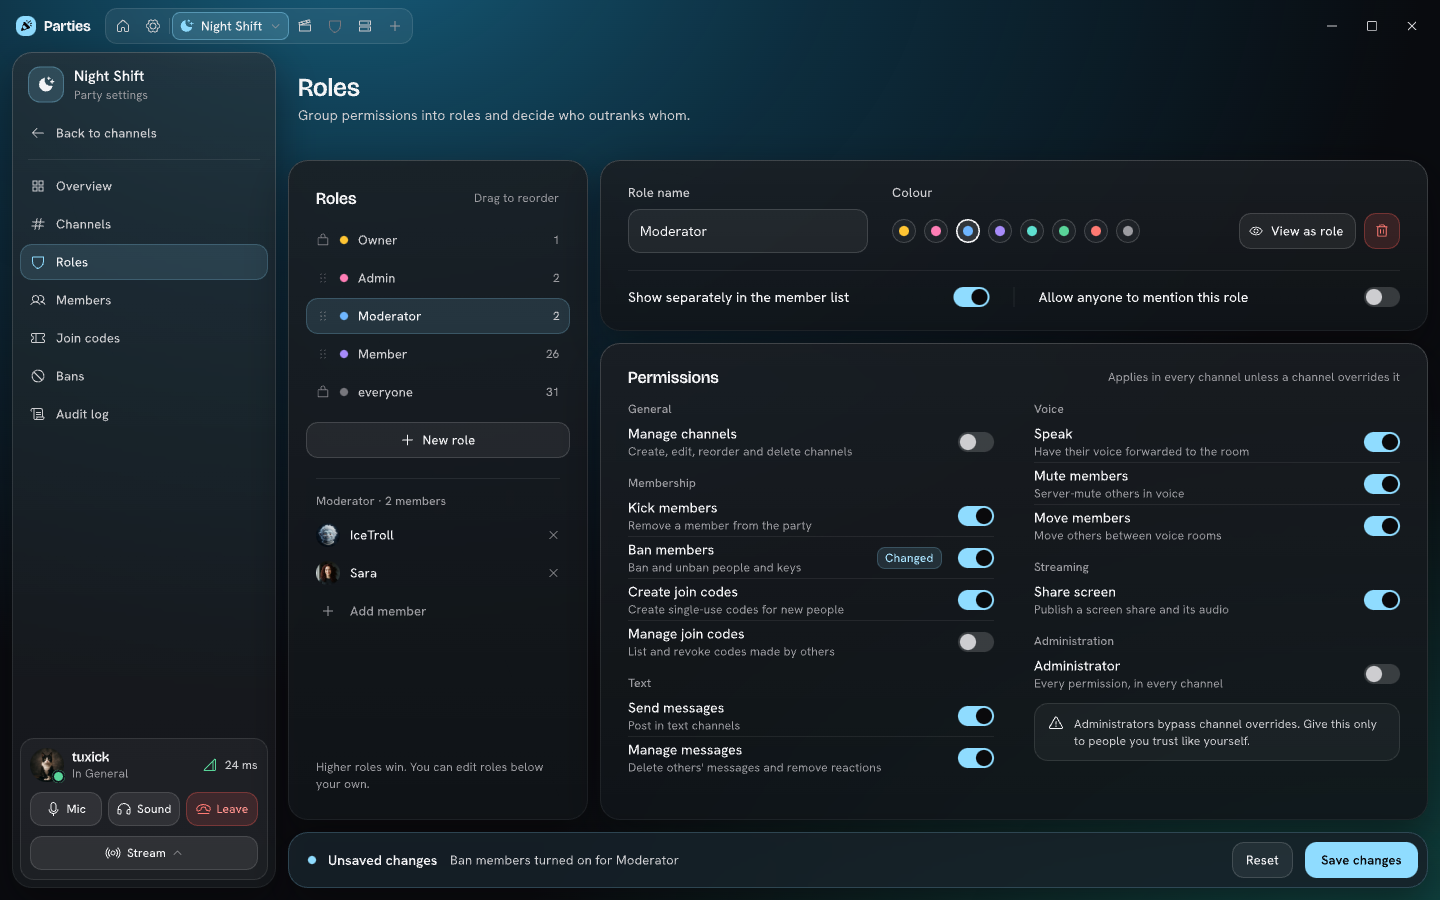 Parties
Night Shift
Night Shift
Party settings
Back to channels
Overview
Channels
Roles
Members
Join codes
Bans
Audit log
tuxick
In General
24 ms
Mic
Sound
Leave
Stream
Roles
Group permissions into roles and decide who outranks whom.
Roles
Drag to reorder
Owner 1
Admin 2
Moderator 2
Member 26
everyone 31
New role
Moderator · 2 members
IceTroll
Sara
Add member
Higher roles win. You can edit roles below
your own.
Role name
Moderator
Colour
View as role
Show separately in the member list
Allow anyone to mention this role
Permissions
Applies in every channel unless a channel overrides it
General
Manage channels
Create, edit, reorder and delete channels
Membership
Kick members
Remove a member from the party
Ban members
Ban and unban people and keys
Changed
Create join codes
Create single-use codes for new people
Manage join codes
List and revoke codes made by others
Text
Send messages
Post in text channels
Manage messages
Delete others' messages and remove reactions
Voice
Speak
Have their voice forwarded to the room
Mute members
Server-mute others in voice
Move members
Move others between voice rooms
Streaming
Share screen
Publish a screen share and its audio
Administration
Administrator
Every permission, in every channel
Administrators bypass channel overrides. Give this only
to people you trust like yourself.
Unsaved changes
Ban members turned on for Moderator
Reset
Save changes